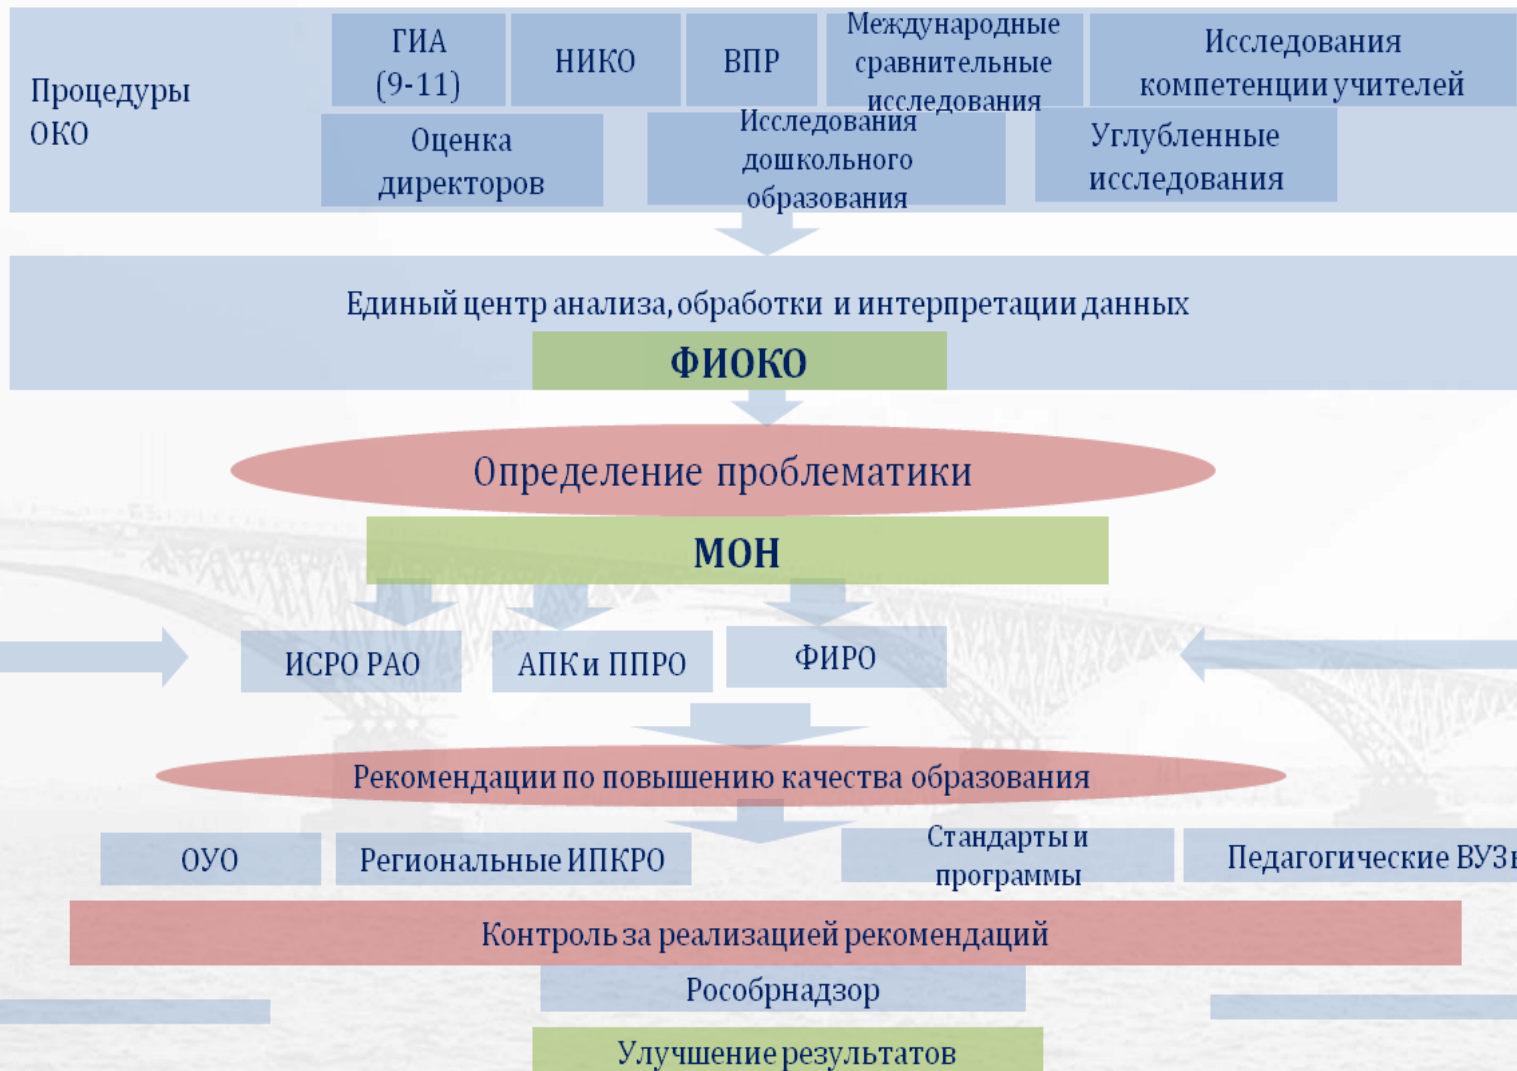 Процедуры
ОКО
ГИА
(9-11)
НИКО
ВПР
Международные
сравнительные
исследования
Исследования
компетенции учителей
Оценка
директоров
Исследования
дошкольного
образования
Углубленные
исследования
Единый центр анализа, обработки и интерпретации данных
ФИОКО
Определение проблематики
МОН
ИСРО РАО
АПК и ППРО
ФИРО
Рекомендации по повышению качества образования
ОУО
Региональные ИПКРО
Стандарты и
программы
Педагогические ВУЗы
Контроль за реализацией рекомендаций
Рособрнадзор
Улучшение результатов